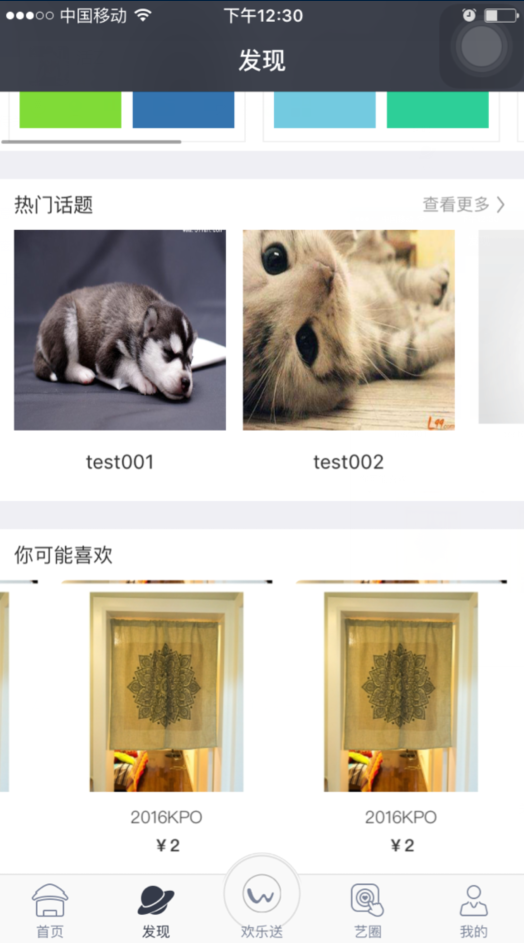 中国移动 下午12:30
发现
热门话题 查看更多
test001 test002
你可能喜欢
2016KPO 2016KPO
¥2 ¥2
首页 发现 欢乐送 艺圈 我的